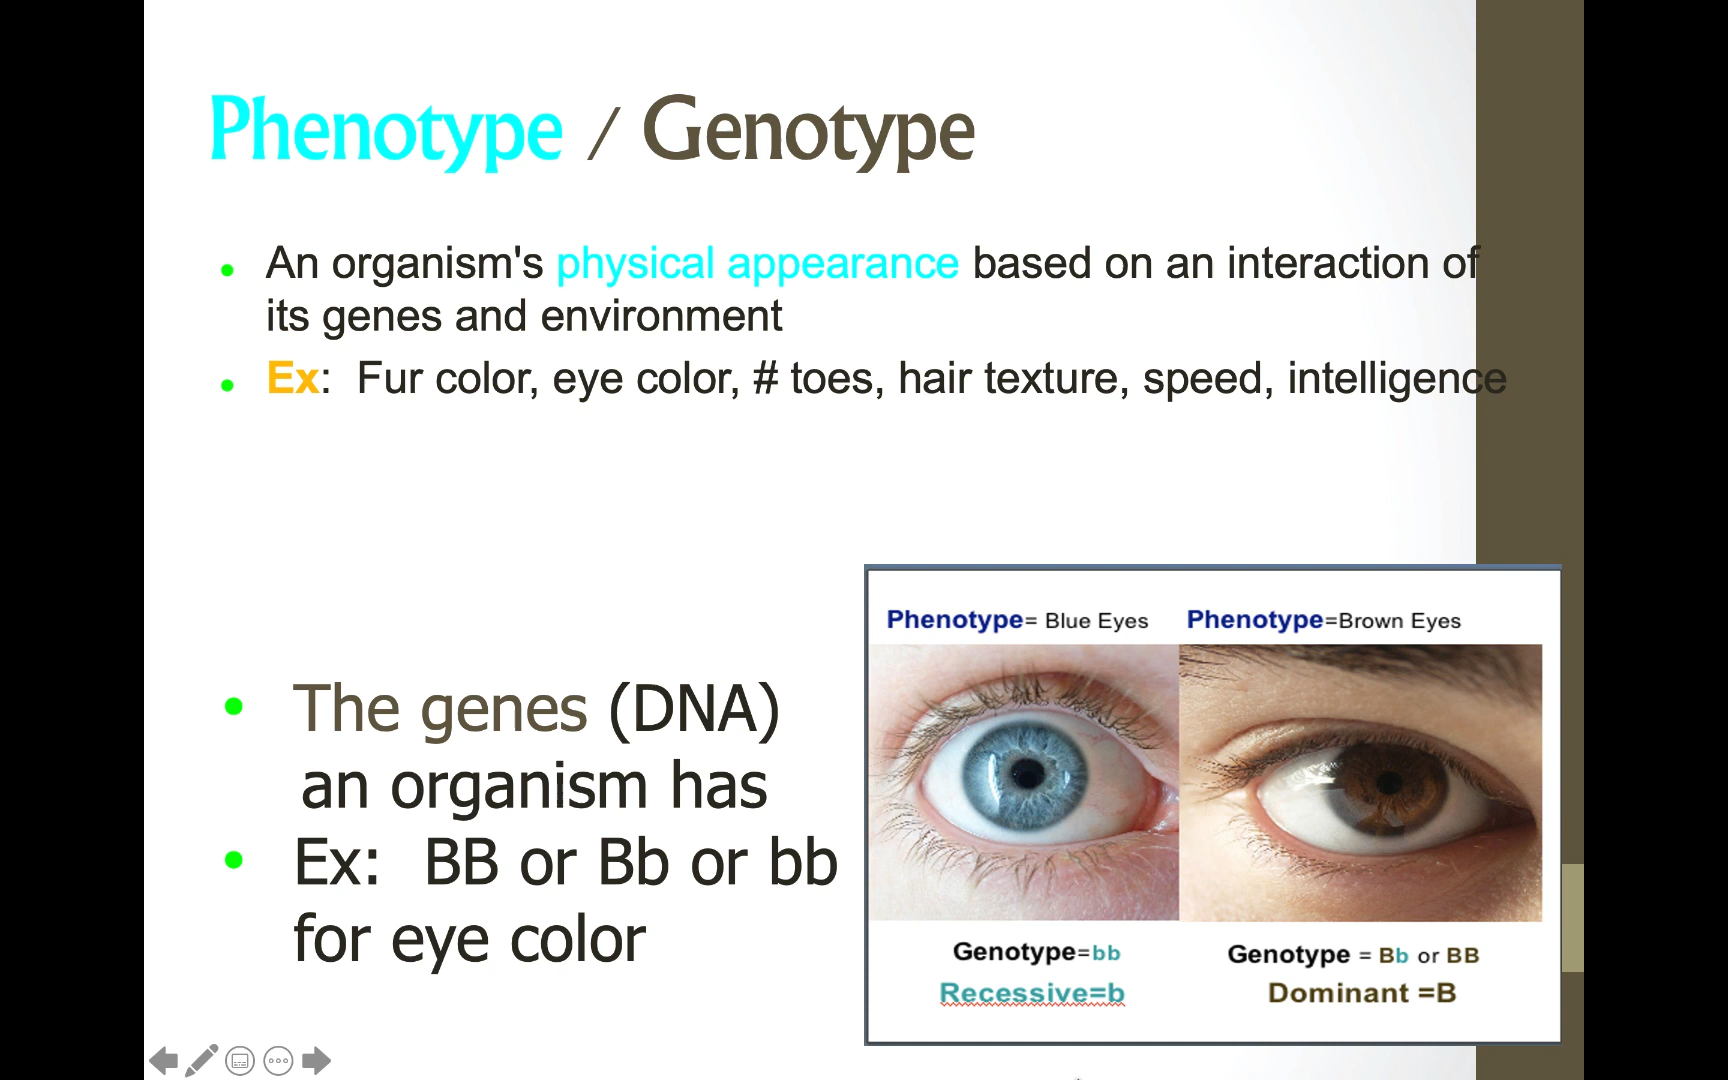 Phenotype / Genotype
An organism's physical appearance based on an interaction of
its genes and environment
Ex: Fur color, eye color, # toes, hair texture, speed, intelligence
The genes (DNA)
an organism has
Ex: BB or Bb or bb
for eye color
Phenotype= Blue Eyes
Phenotype=Brown Eyes
Genotype=bb
Genotype = Bb or BB
Recessive=b
Dominant =B